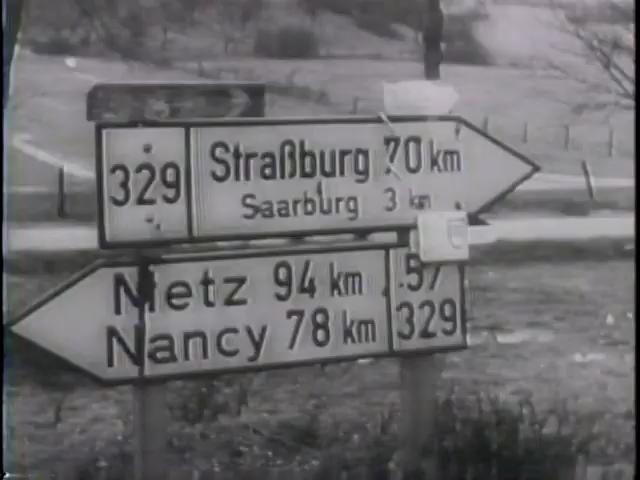 329 Straßburg 70 km
Saarburg 3 km
Metz 94 km
Nancy 78 km
57
329